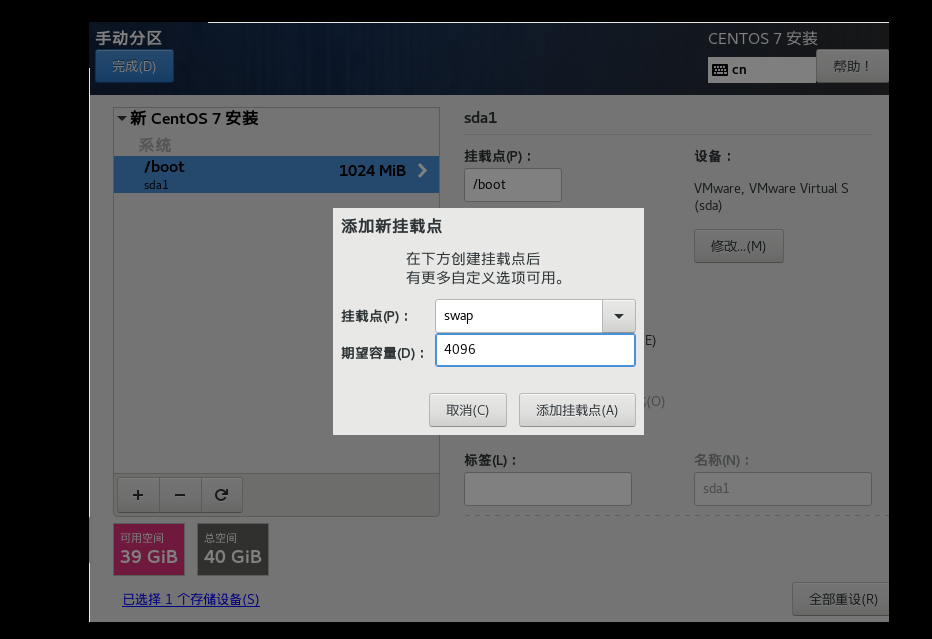 手动分区
完成(D)
CENTOS 7 安装
cn
帮助！
新 CentOS 7 安装
系统
/boot
sda1
1024 MiB
sda1
挂载点(P)：
/boot
设备：
VMware, VMware Virtual S
(sda)
修改...(M)
添加新挂载点
在下方创建挂载点后
有更多自定义选项可用。
挂载点(P)：
swap
期望容量(D)：
4096
取消(C)
添加挂载点(A)
E)
(O)
标签(L)：
名称(N)：
sda1
可用空间
39 GiB
总空间
40 GiB
已选择 1 个存储设备(S)
全部重设(R)